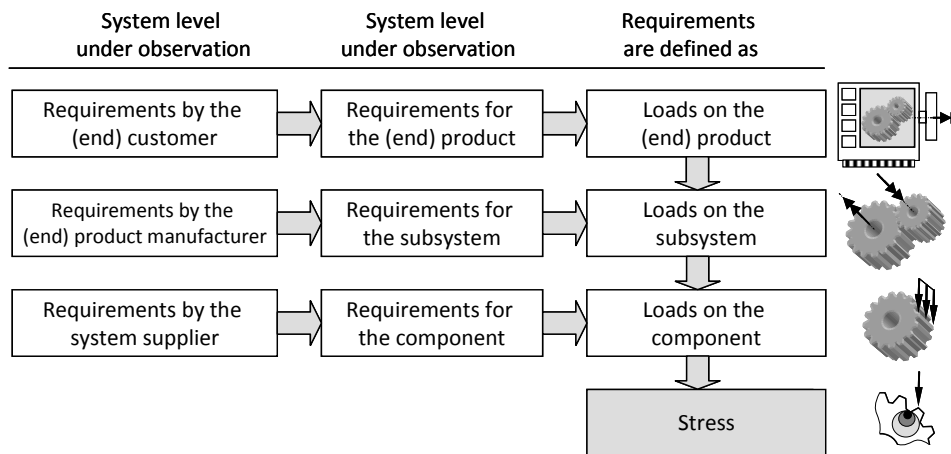 System level
under observation
System level
under observation
Requirements
are defined as
Requirements by the
(end) customer
Requirements for
the (end) product
Loads on the
(end) product
Requirements by the
(end) product manufacturer
Requirements for
the subsystem
Loads on the
subsystem
Requirements by the
system supplier
Requirements for
the component
Loads on the
component
Stress